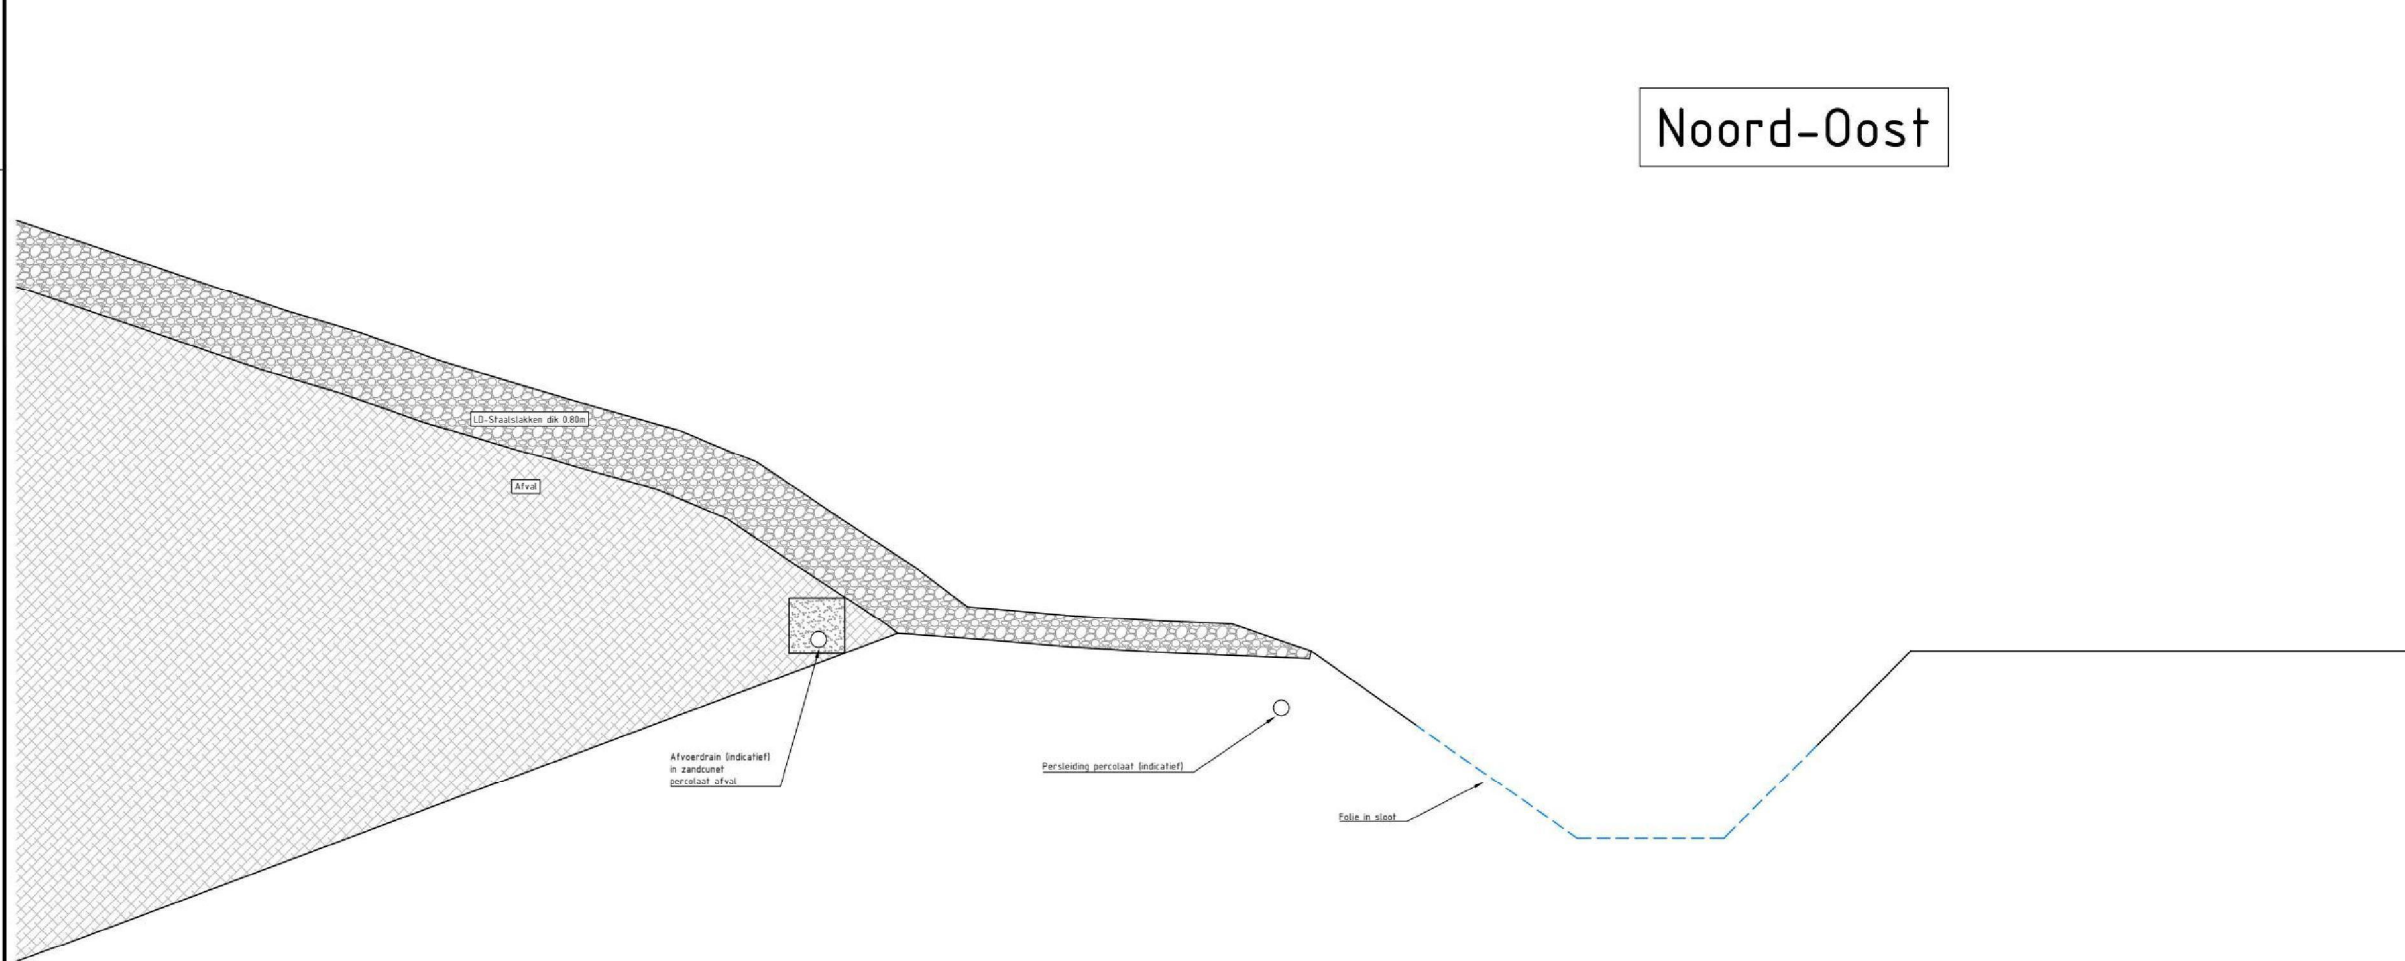 Noord-Oost
LD-Staalslakken dik 0.80m
Afval
Afvoerdrain (indicatief)
in zandcunet
percolaat afval
Persleiding percolaat (indicatief)
Folie in sloot